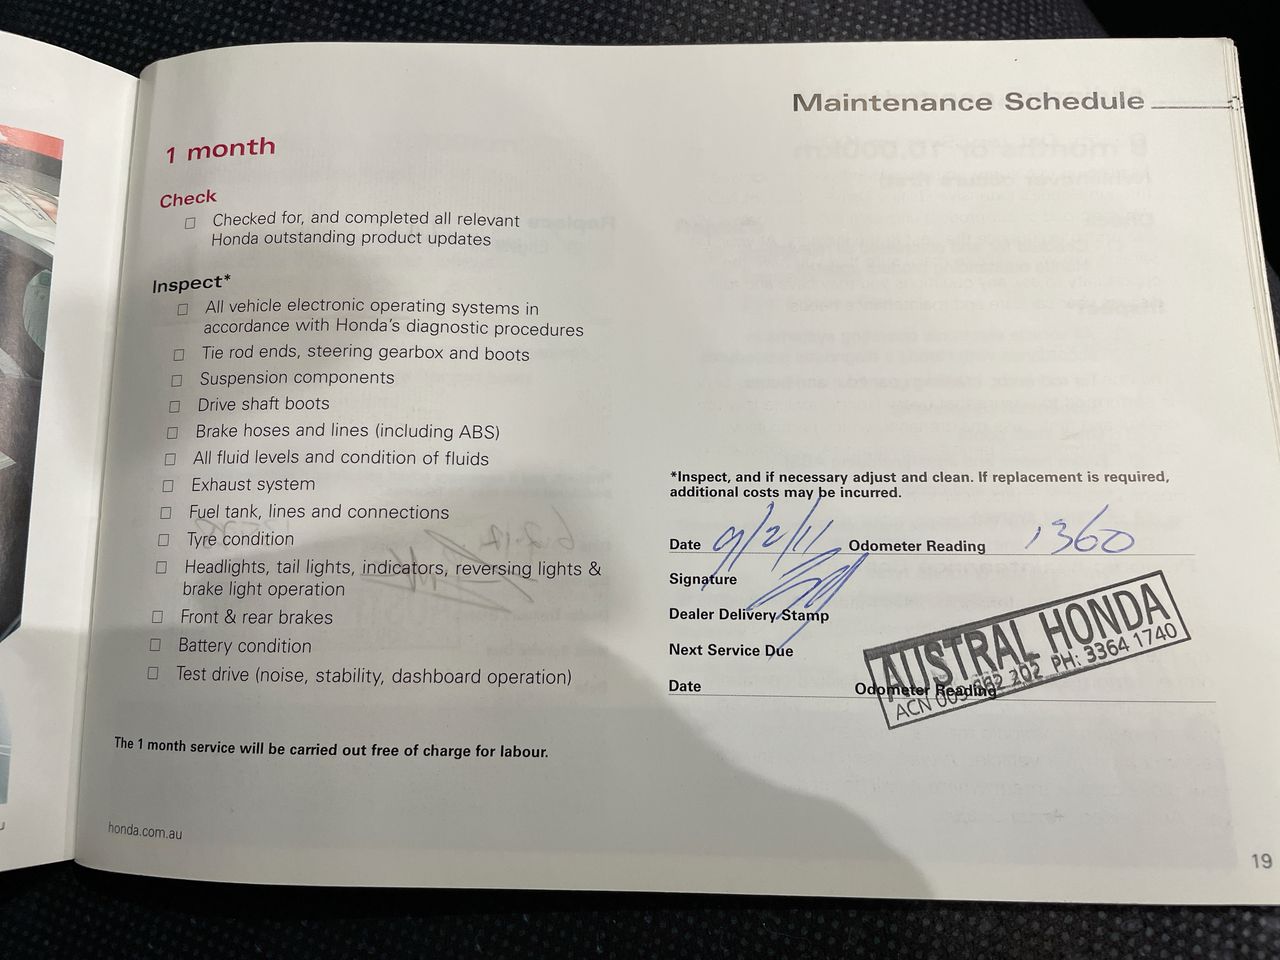 Maintenance Schedule
1 month
Check
Checked for, and completed all relevant
Honda outstanding product updates
Inspect*
All vehicle electronic operating systems in
accordance with Honda's diagnostic procedures
Tie rod ends, steering gearbox and boots
Suspension components
Drive shaft boots
Brake hoses and lines (including ABS)
All fluid levels and condition of fluids
Exhaust system
Fuel tank, lines and connections
Tyre condition
Headlights, tail lights, indicators, reversing lights &
brake light operation
Front & rear brakes
Battery condition
Test drive (noise, stability, dashboard operation)
The 1 month service will be carried out free of charge for labour.
honda.com.au
*Inspect, and if necessary adjust and clean. If replacement is required,
additional costs may be incurred.
Date 9/2/11 Odometer Reading 1360
Signature
Dealer Delivery Stamp
Next Service Due
Date Odometer Reading
AUSTRAL HONDA
ACN 202 PH: 3364 1740
19